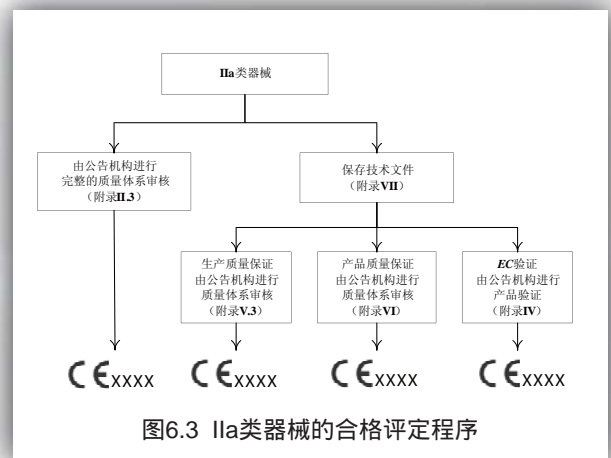 IIa类器械
由公告机构进行
完整的质量体系审核
（附录II.3）
保存技术文件
（附录VII）
生产质量保证
由公告机构进行
质量体系审核
（附录V.3）
产品质量保证
由公告机构进行
质量体系审核
（附录VI）
EC验证
由公告机构进行
产品验证
（附录IV）
CExxxx
CExxxx
CExxxx
CExxxx
图6.3 IIa类器械的合格评定程序